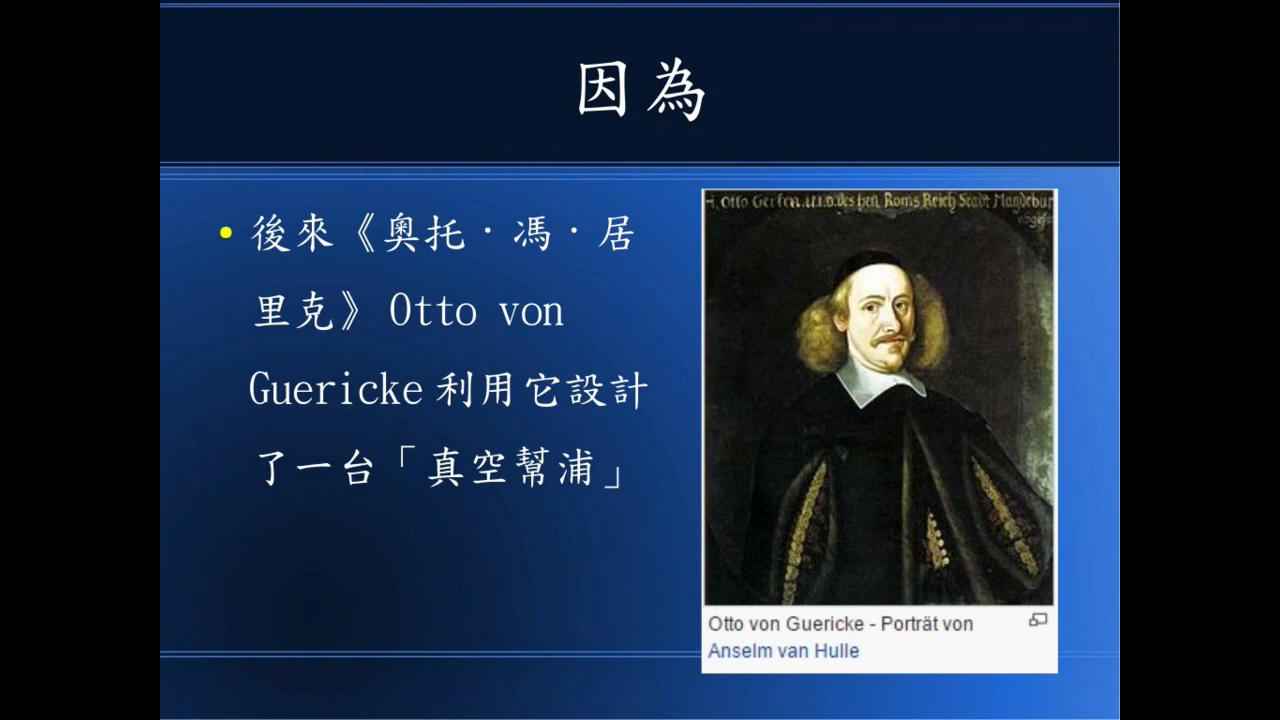 因為
後來《奧托．馮．居
里克》Otto von
Guericke 利用它設計
了一台「真空幫浦」
Otto von Guericke - Porträt von
Anselm van Hulle